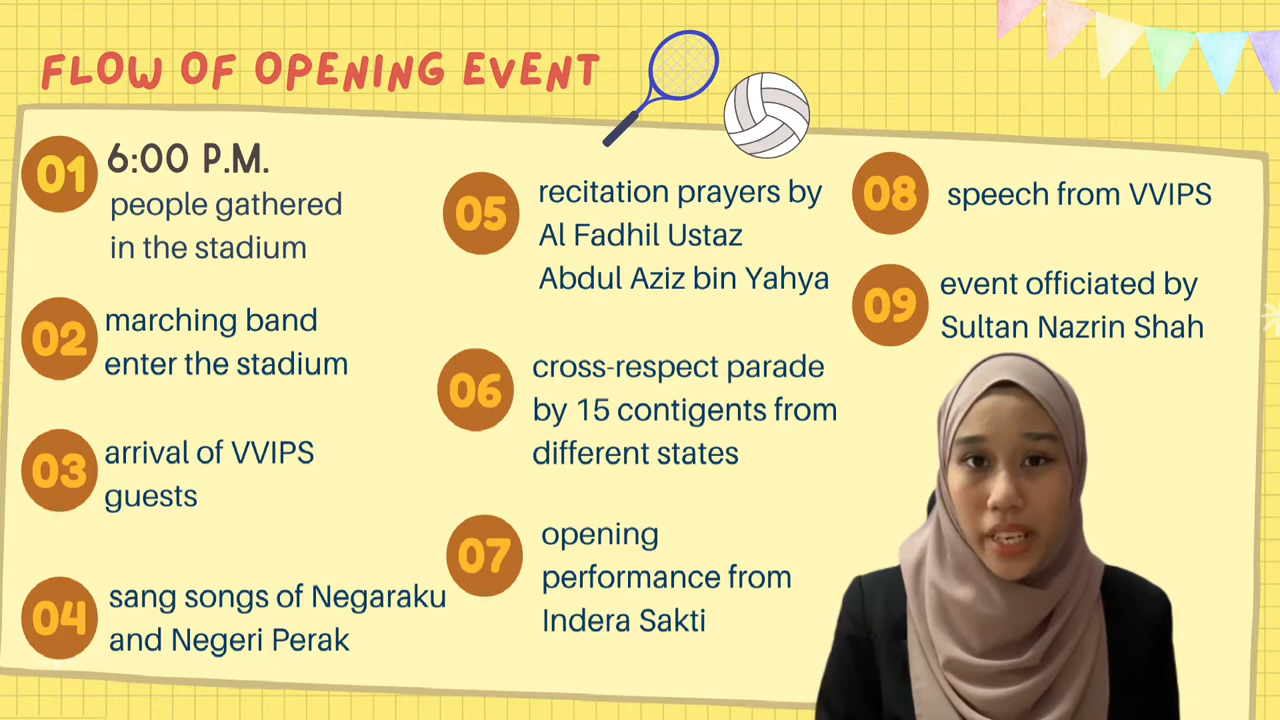 FLOW OF OPENING EVENT
01
6:00 P.M.
people gathered
in the stadium
02
marching band
enter the stadium
03
arrival of VVIPS
guests
04
sang songs of Negaraku
and Negeri Perak
05
recitation prayers by
Al Fadhil Ustaz
Abdul Aziz bin Yahya
06
cross-respect parade
by 15 contigents from
different states
07
opening
performance from
Indera Sakti
08
speech from VVIPS
09
event officiated by
Sultan Nazrin Shah